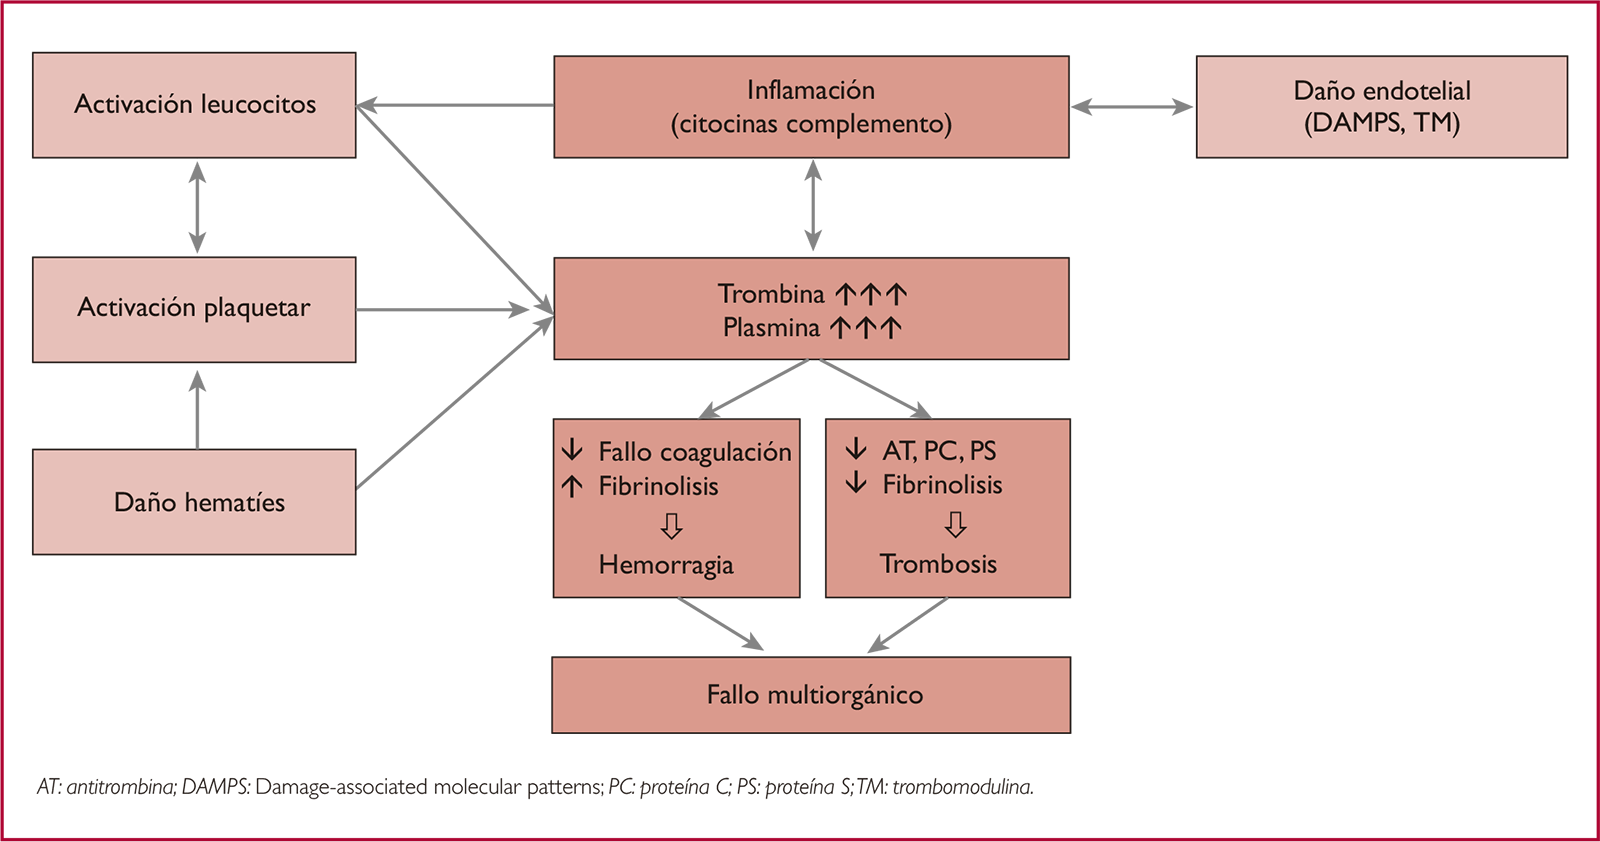 Activación leucocitos
Inflamación
(citocinas complemento)
Daño endotelial
(DAMPS, TM)
Activación plaquetar
Trombina ↑↑↑
Plasmina ↑↑↑
Daño hematíes
↓ Fallo coagulación
↑ Fibrinolisis
⇩
Hemorragia
↓ AT, PC, PS
↓ Fibrinolisis
⇩
Trombosis
Fallo multiorgánico
AT: antitrombina; DAMPS: Damage-associated molecular patterns; PC: proteína C; PS: proteína S; TM: trombomodulina.